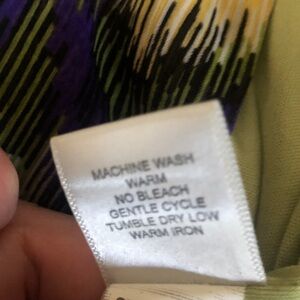 MACHINE WASH
WARM
NO BLEACH
GENTLE CYCLE
TUMBLE DRY LOW
WARM IRON